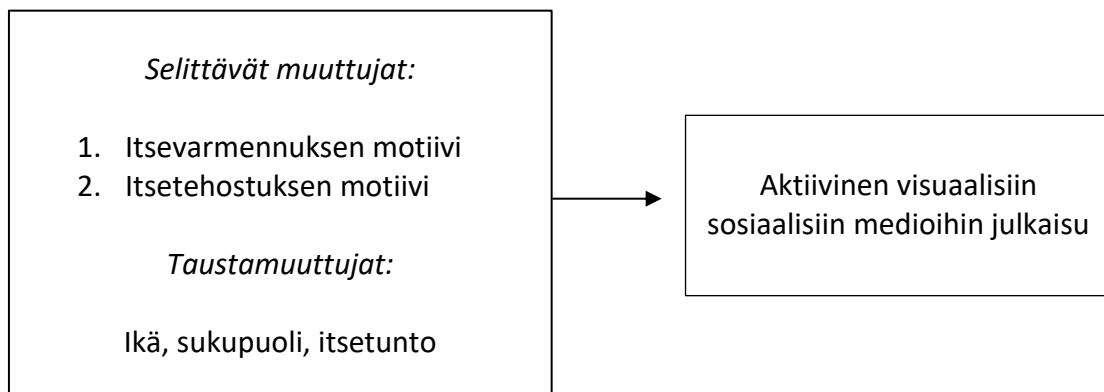 Selittävät muuttujat:
1. Itsevarmennuksen motiivi
2. Itsetehostuksen motiivi
Taustamuuttujat:
Ikä, sukupuoli, itsetunto
Aktiivinen visuaalisiin
sosiaalisiin medioihin julkaisu